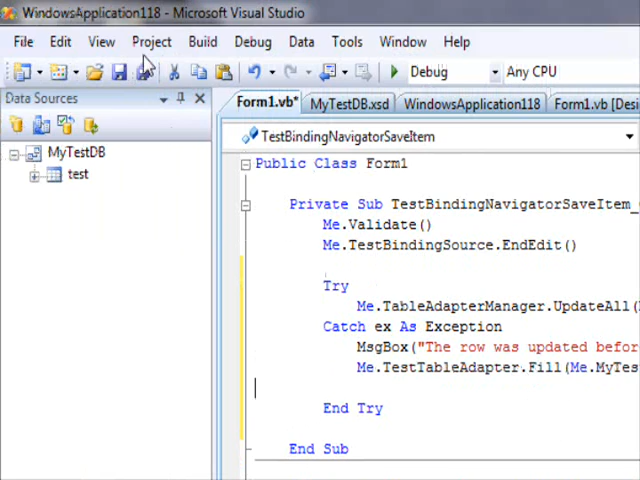 WindowsApplication118 - Microsoft Visual Studio
File Edit View Project Build Debug Data Tools Window Help
Debug Any CPU
Data Sources
Form1.vb* MyTestDB.xsd WindowsApplication118 Form1.vb [Desi
TestBindingNavigatorSaveItem
MyTestDB
test
Public Class Form1
Private Sub TestBindingNavigatorSaveItem_
Me.Validate()
Me.TestBindingSource.EndEdit()
Try
Me.TableAdapterManager.UpdateAll(
Catch ex As Exception
MsgBox("The row was updated befor
Me.TestTableAdapter.Fill(Me.MyTes
End Try
End Sub